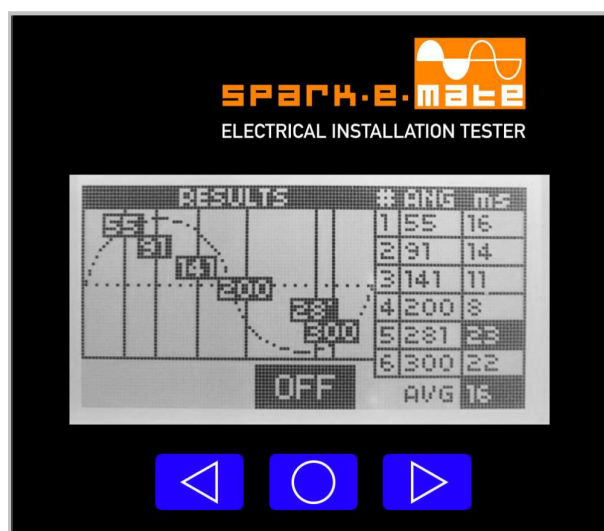 spark·e·mate
ELECTRICAL INSTALLATION TESTER
RESULTS # ANG ms
55 1 55 16
91 2 91 14
141 3 141 11
200 4 200 8
281 5 281 23
300 6 300 22
OFF AVG 16